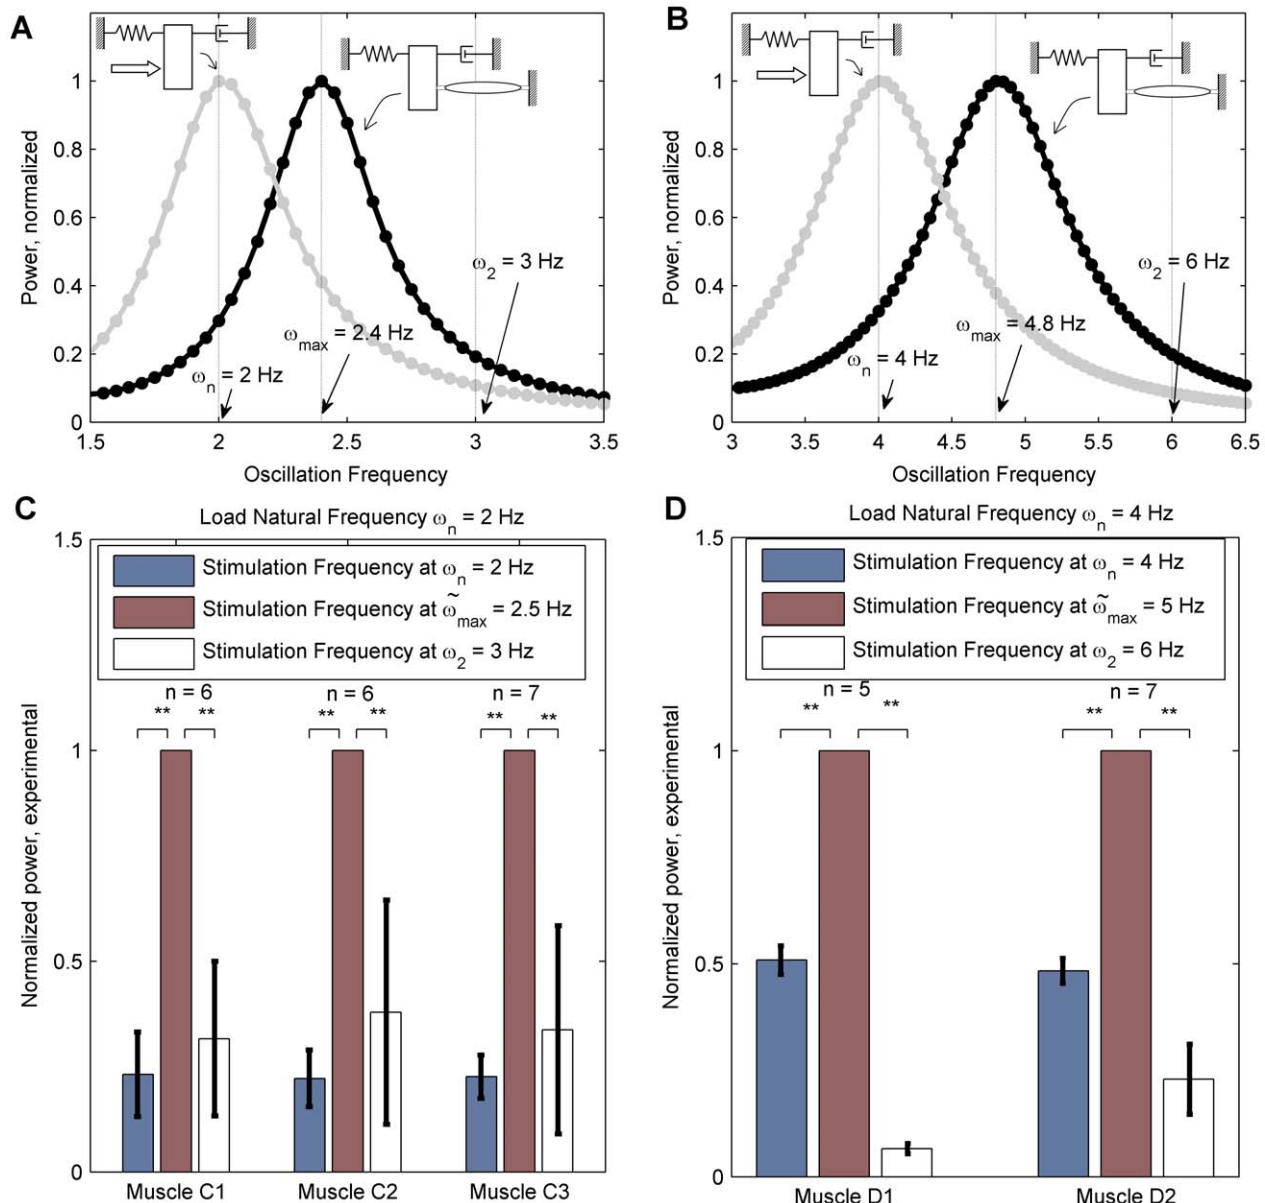 A
Power, normalized
1
0.8
0.6
0.4
0.2
0
ω2 = 3 Hz
ωmax = 2.4 Hz
ωn = 2 Hz
1.5 2 2.5 3 3.5
Oscillation Frequency
B
Power, normalized
1
0.8
0.6
0.4
0.2
0
ω2 = 6 Hz
ωmax = 4.8 Hz
ωn = 4 Hz
3 3.5 4 4.5 5 5.5 6 6.5
Oscillation Frequency
C
Load Natural Frequency ωn = 2 Hz
Normalized power, experimental
1.5
1
0.5
0
Stimulation Frequency at ωn = 2 Hz
Stimulation Frequency at ω̃max = 2.5 Hz
Stimulation Frequency at ω2 = 3 Hz
n = 6 n = 6 n = 7
** ** ** ** ** **
Muscle C1 Muscle C2 Muscle C3
D
Load Natural Frequency ωn = 4 Hz
Normalized power, experimental
1.5
1
0.5
0
Stimulation Frequency at ωn = 4 Hz
Stimulation Frequency at ω̃max = 5 Hz
Stimulation Frequency at ω2 = 6 Hz
n = 5 n = 7
** ** ** **
Muscle D1 Muscle D2